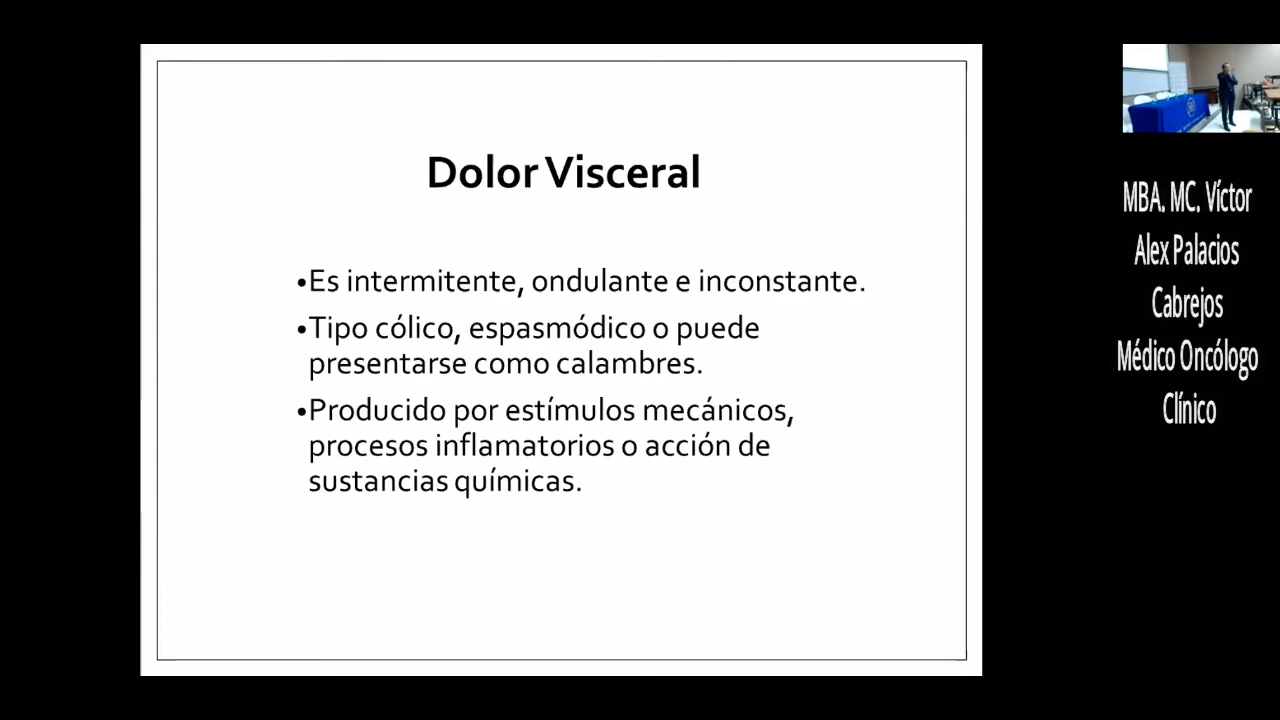 Dolor Visceral
•Es intermitente, ondulante e inconstante.
•Tipo cólico, espasmódico o puede
presentarse como calambres.
•Producido por estímulos mecánicos,
procesos inflamatorios o acción de
sustancias químicas.
MBA. MC. Víctor
Alex Palacios
Cabrejos
Médico Oncólogo
Clínico